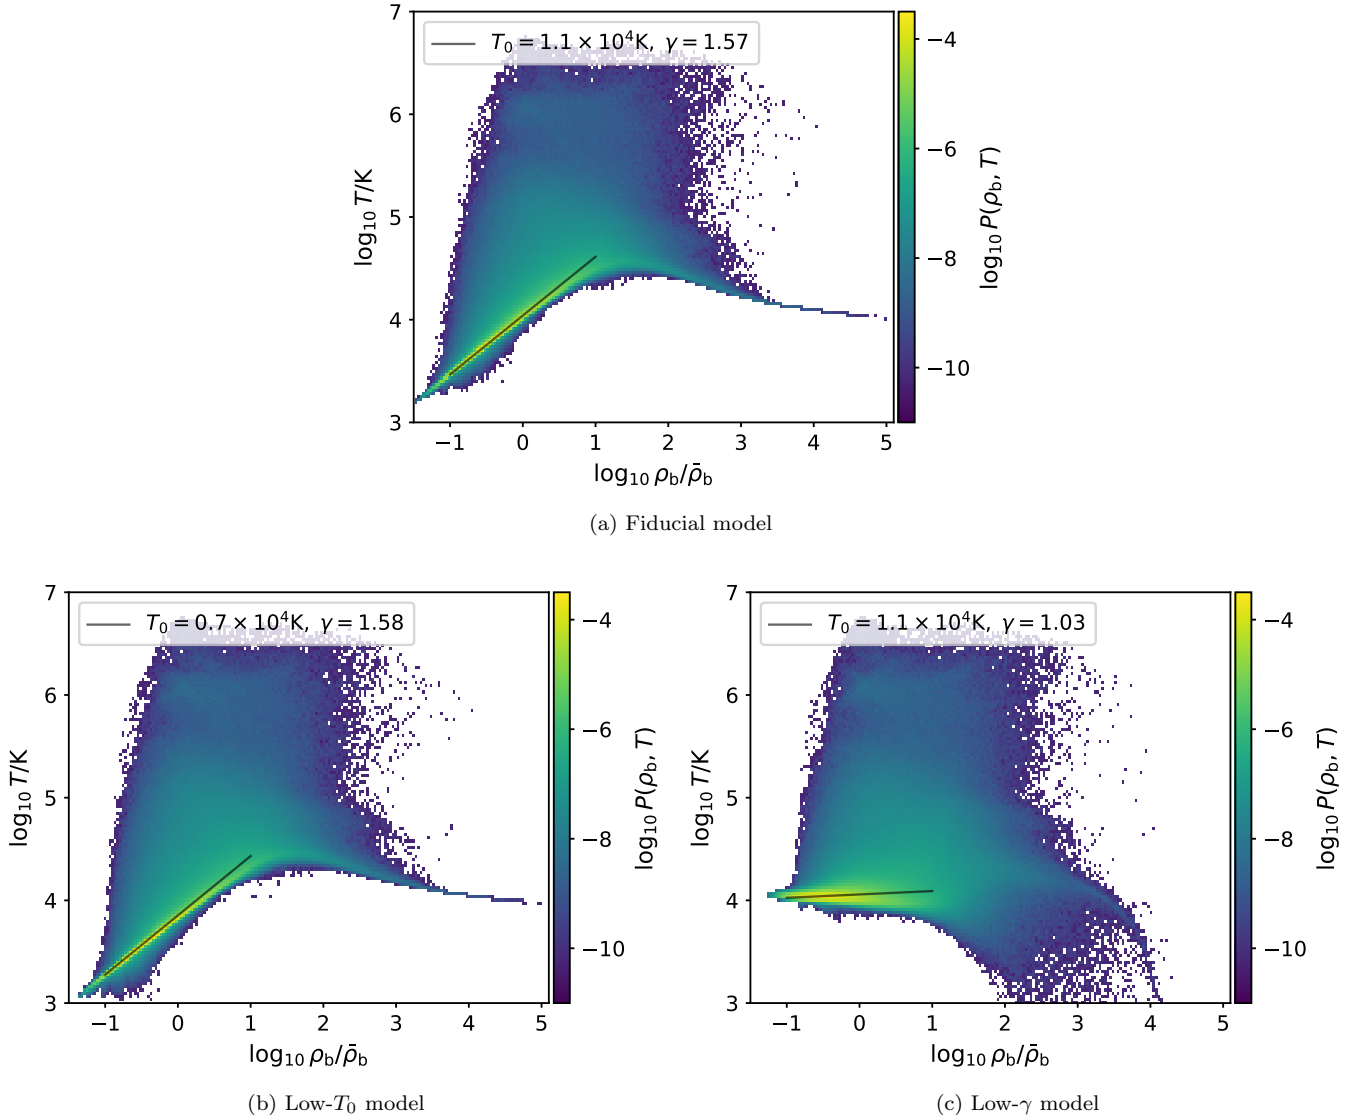 7
6
5
4
3
log₁₀ T/K
T₀ = 1.1 × 10⁴K, γ = 1.57
−1 0 1 2 3 4 5
log₁₀ ρ_b/ρ̄_b
−4
−6
−8
−10
log₁₀ P(ρ_b, T)
(a) Fiducial model
7
6
5
4
3
log₁₀ T/K
T₀ = 0.7 × 10⁴K, γ = 1.58
−1 0 1 2 3 4 5
log₁₀ ρ_b/ρ̄_b
−4
−6
−8
−10
log₁₀ P(ρ_b, T)
(b) Low-T₀ model
7
6
5
4
3
log₁₀ T/K
T₀ = 1.1 × 10⁴K, γ = 1.03
−1 0 1 2 3 4 5
log₁₀ ρ_b/ρ̄_b
−4
−6
−8
−10
log₁₀ P(ρ_b, T)
(c) Low-γ model